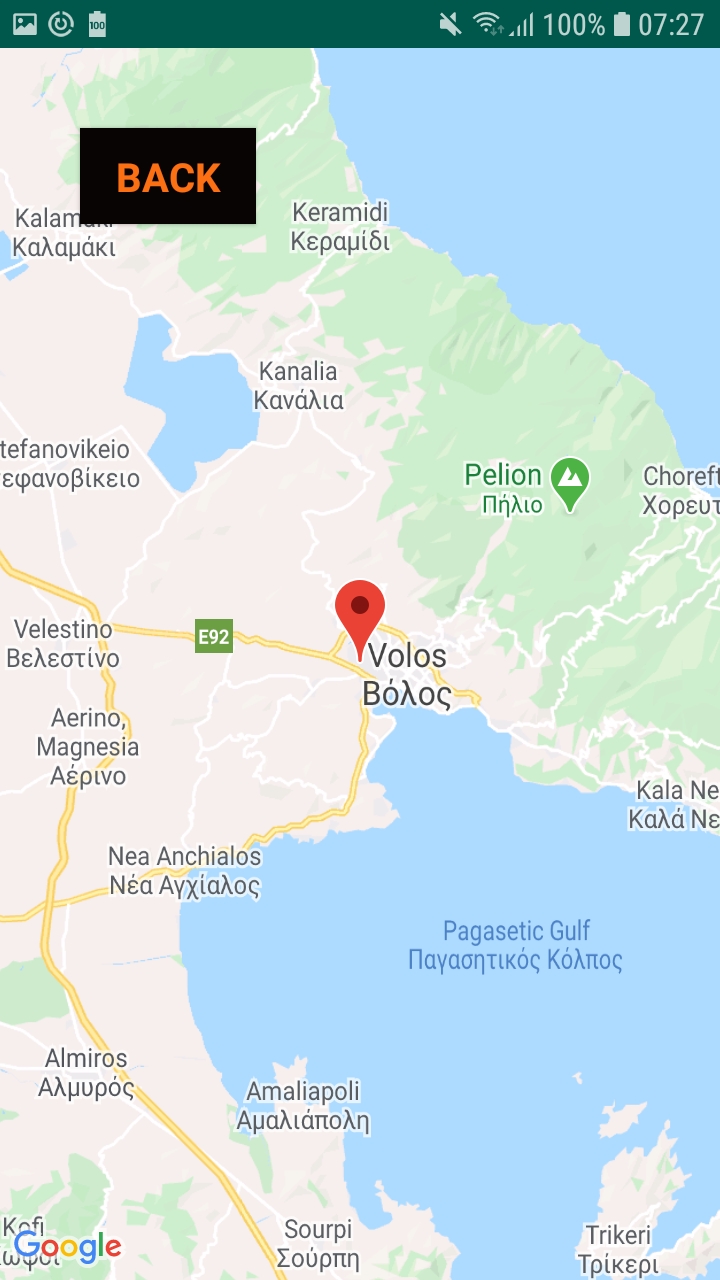 100 100% 07:27
BACK
Καλαμάκι
Keramidi
Κεραμίδι
Kanalia
Κανάλια
tefanovikeio
εφανοβίκειο
Pelion
Πήλιο
Choreft
Χορευτ
E92
Velestino
Βελεστίνο
Volos
Βόλος
Aerino,
Magnesia
Αέρινο
Kala Ne
Καλά Νε
Nea Anchialos
Νέα Αγχίαλος
Pagasetic Gulf
Παγασητικός Κόλπος
Almiros
Αλμυρός
Amaliapoli
Αμαλιάπολη
Kofi
Google
Sourpi
Σούρπη
Trikeri
Τρίκερι